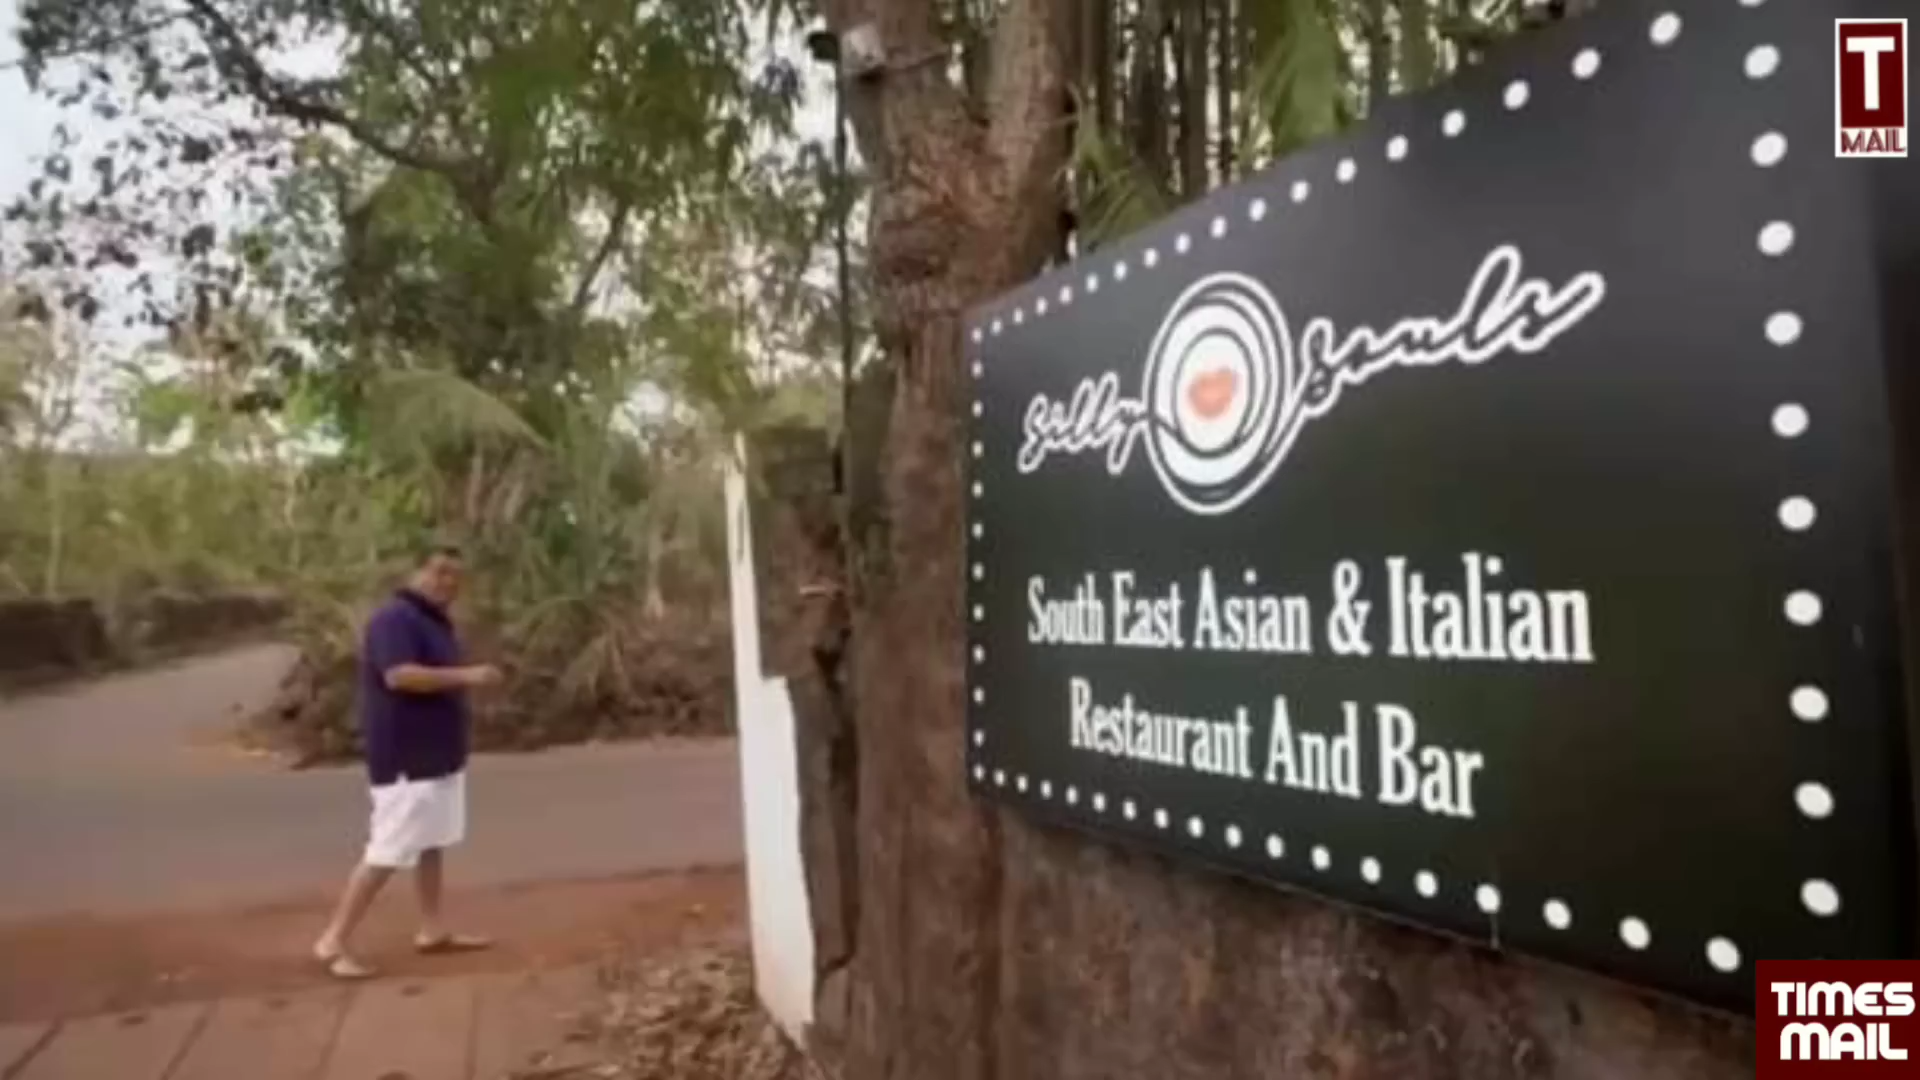 T
MAIL
Silly Souls
South East Asian & Italian
Restaurant And Bar
TIMES
MAIL